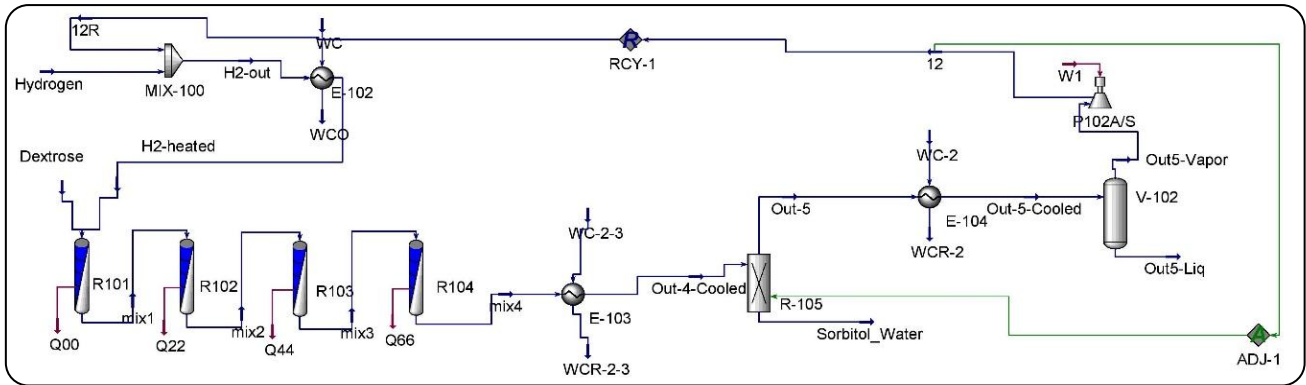 12R
WC
RCY-1
12
W1
Hydrogen
MIX-100
H2-out
E-102
WCO
P102A/S
Dextrose
H2-heated
WC-2
Out5-Vapor
Out-5
E-104
Out-5-Cooled
V-102
WCR-2
Out5-Liq
WC-2-3
R101
R102
R103
R104
mix1
mix2
mix3
mix4
E-103
Out-4-Cooled
R-105
Q00
Q22
Q44
Q66
WCR-2-3
Sorbitol_Water
R
A
ADJ-1